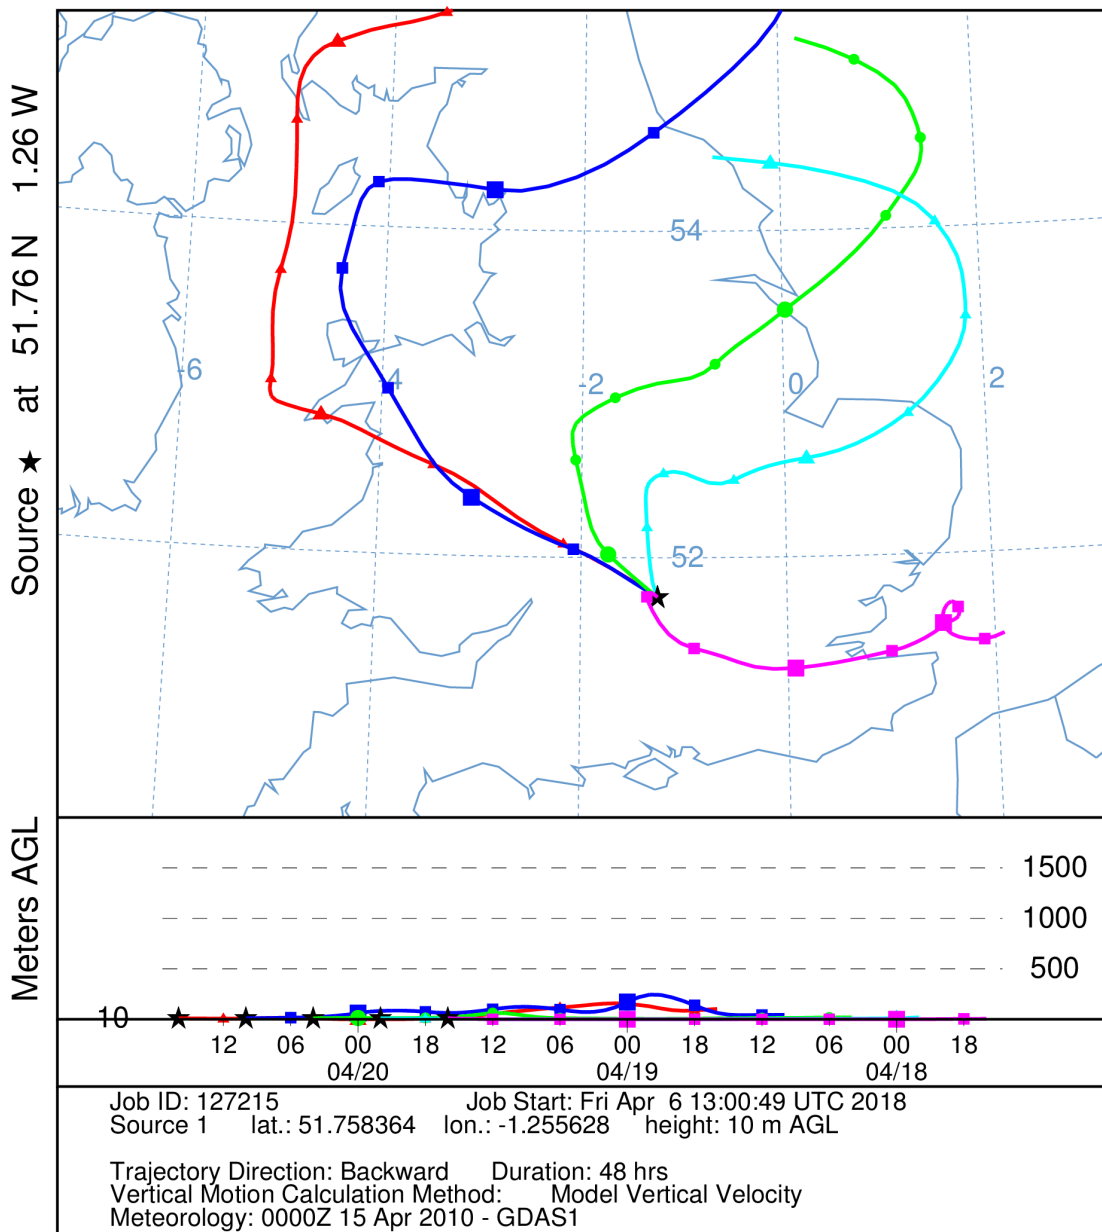 Source ★ at 51.76 N 1.26 W
54
-6
-4
-2
0
2
52
Meters AGL
1500
1000
500
10
12 06 00 18 12 06 00 18 12 06 00 18
04/20 04/19 04/18
Job ID: 127215 Job Start: Fri Apr 6 13:00:49 UTC 2018
Source 1 lat.: 51.758364 lon.: -1.255628 height: 10 m AGL
Trajectory Direction: Backward Duration: 48 hrs
Vertical Motion Calculation Method: Model Vertical Velocity
Meteorology: 0000Z 15 Apr 2010 - GDAS1